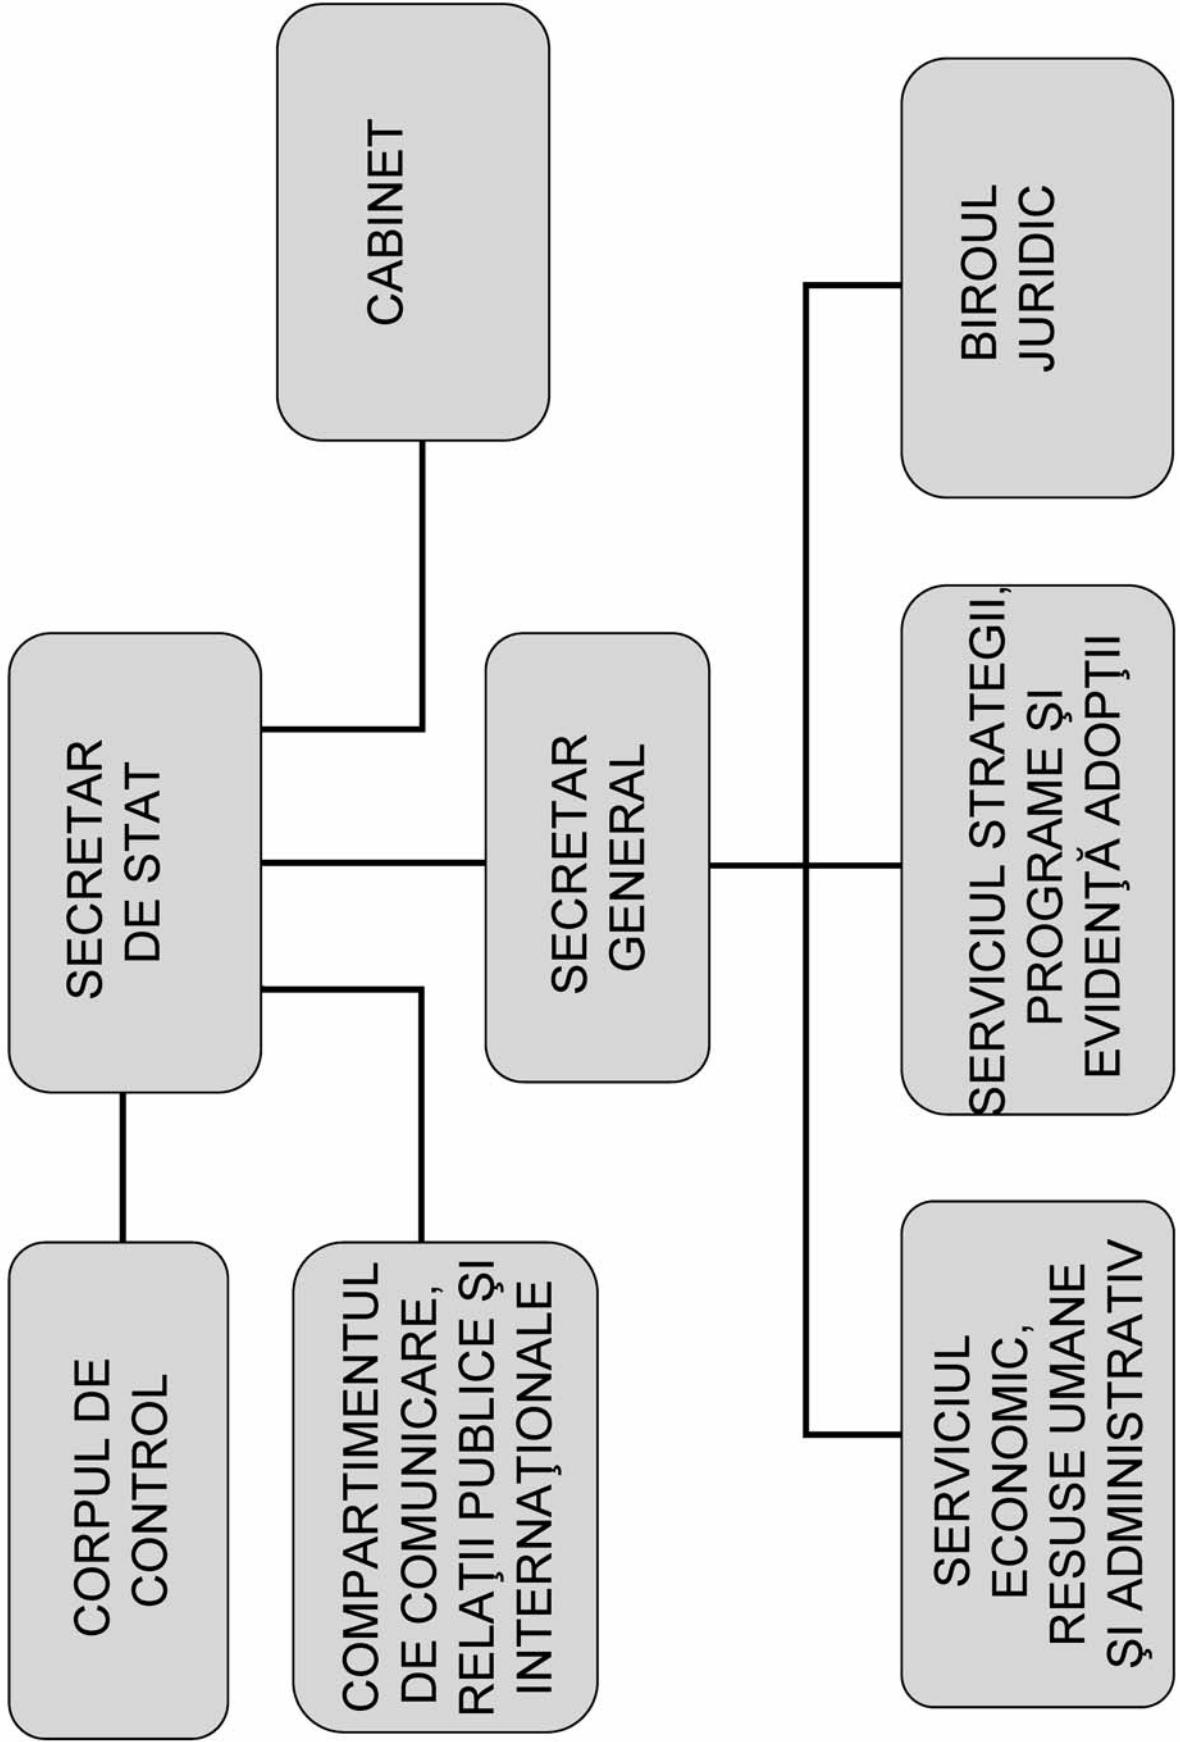 CORPUL DE
CONTROL
SECRETAR
DE STAT
COMPARTIMENTUL
DE COMUNICARE,
RELAŢII PUBLICE ŞI
INTERNAŢIONALE
CABINET
SECRETAR
GENERAL
SERVICIUL
ECONOMIC,
RESUSE UMANE
ŞI ADMINISTRATIV
SERVICIUL STRATEGII,
PROGRAME ŞI
EVIDENŢĂ ADOPŢII
BIROUL
JURIDIC